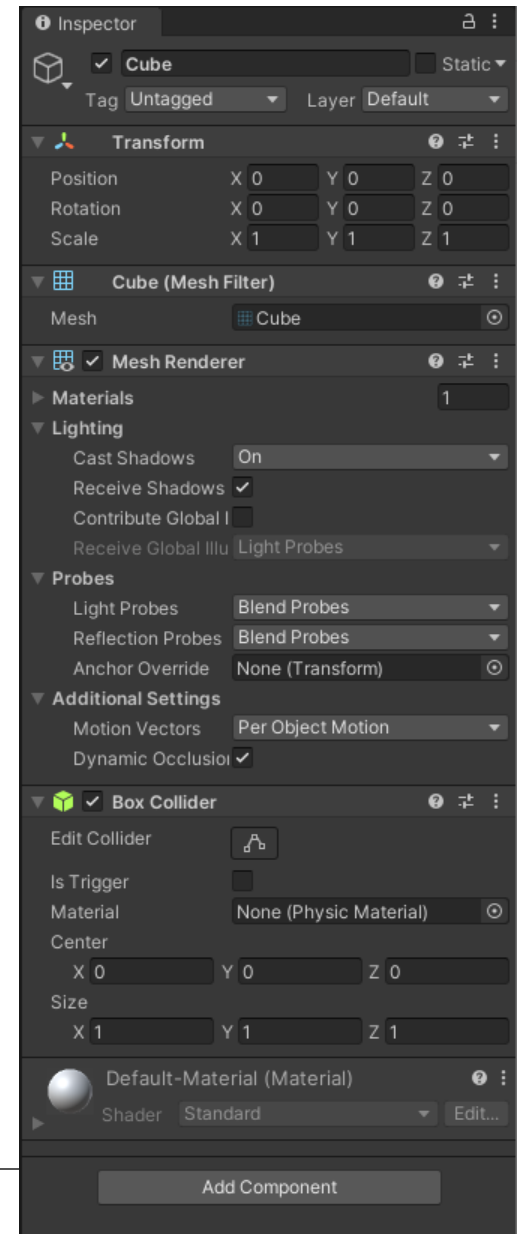 Inspector
Cube Static
Tag Untagged Layer Default
Transform
Position X 0 Y 0 Z 0
Rotation X 0 Y 0 Z 0
Scale X 1 Y 1 Z 1
Cube (Mesh Filter)
Mesh Cube
Mesh Renderer
Materials 1
Lighting
Cast Shadows On
Receive Shadows
Contribute Global I
Receive Global Illu Light Probes
Probes
Light Probes Blend Probes
Reflection Probes Blend Probes
Anchor Override None (Transform)
Additional Settings
Motion Vectors Per Object Motion
Dynamic Occlusion
Box Collider
Edit Collider
Is Trigger
Material None (Physic Material)
Center
X 0 Y 0 Z 0
Size
X 1 Y 1 Z 1
Default-Material (Material)
Shader Standard Edit...
Add Component